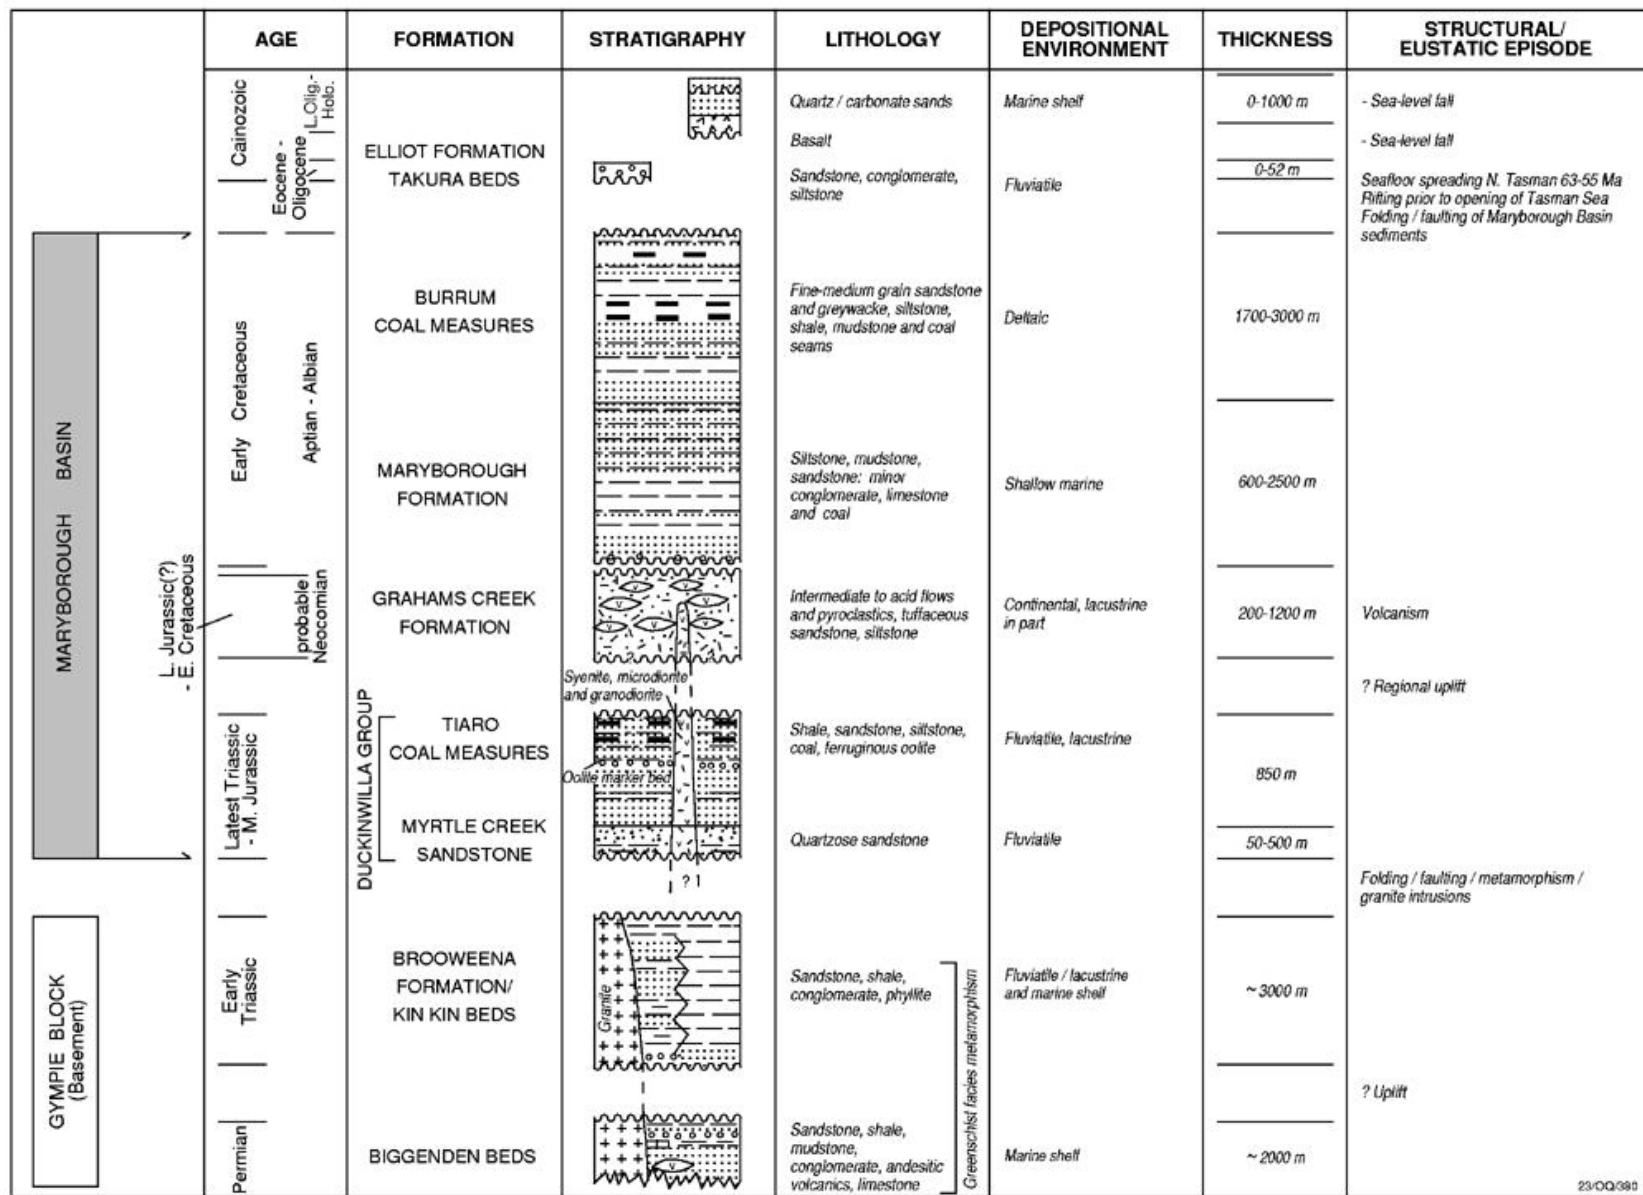 AGE
FORMATION
STRATIGRAPHY
LITHOLOGY
DEPOSITIONAL
ENVIRONMENT
THICKNESS
STRUCTURAL/
EUSTATIC EPISODE
Cainozoic
L.Olig.-
Holo.
Quartz / carbonate sands
Marine shelf
0-1000 m
- Sea-level fall
Basalt
- Sea-level fall
Eocene -
Oligocene
ELLIOT FORMATION
TAKURA BEDS
Sandstone, conglomerate,
siltstone
Fluviatile
0-52 m
Seafloor spreading N. Tasman 63-55 Ma
Rifting prior to opening of Tasman Sea
Folding / faulting of Maryborough Basin
sediments
MARYBOROUGH BASIN
Early Cretaceous
Aptian - Albian
BURRUM
COAL MEASURES
Fine-medium grain sandstone
and greywacke, siltstone,
shale, mudstone and coal
seams
Deltaic
1700-3000 m
MARYBOROUGH
FORMATION
Siltstone, mudstone,
sandstone: minor
conglomerate, limestone
and coal
Shallow marine
600-2500 m
L. Jurassic(?)
- E. Cretaceous
probable
Neocomian
GRAHAMS CREEK
FORMATION
Intermediate to acid flows
and pyroclastics, tuffaceous
sandstone, siltstone
Continental, lacustrine
in part
200-1200 m
Volcanism
Syenite, microdiorite
and granodiorite
? Regional uplift
Latest Triassic
- M. Jurassic
DUCKINWILLA GROUP
TIARO
COAL MEASURES
Oolite marker bed
Shale, sandstone, siltstone,
coal, ferruginous oolite
Fluviatile, lacustrine
850 m
MYRTLE CREEK
SANDSTONE
Quartzose sandstone
Fluviatile
50-500 m
? 1
Folding / faulting / metamorphism /
granite intrusions
GYMPIE BLOCK
(Basement)
Early
Triassic
BROOWEENA
FORMATION/
KIN KIN BEDS
Granite
Sandstone, shale,
conglomerate, phyllite
Greenschist facies metamorphism
Fluviatile / lacustrine
and marine shelf
~ 3000 m
? Uplift
Permian
BIGGENDEN BEDS
Sandstone, shale,
mudstone,
conglomerate, andesitic
volcanics, limestone
Marine shelf
~ 2000 m
23/OQ/380